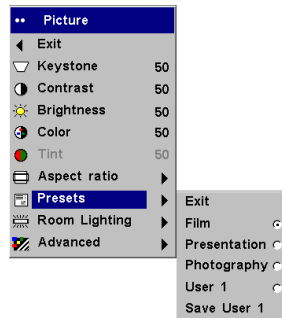 Picture
Exit
Keystone 50
Contrast 50
Brightness 50
Color 50
Tint 50
Aspect ratio
Presets
Room Lighting
Advanced
Exit
Film
Presentation
Photography
User 1
Save User 1